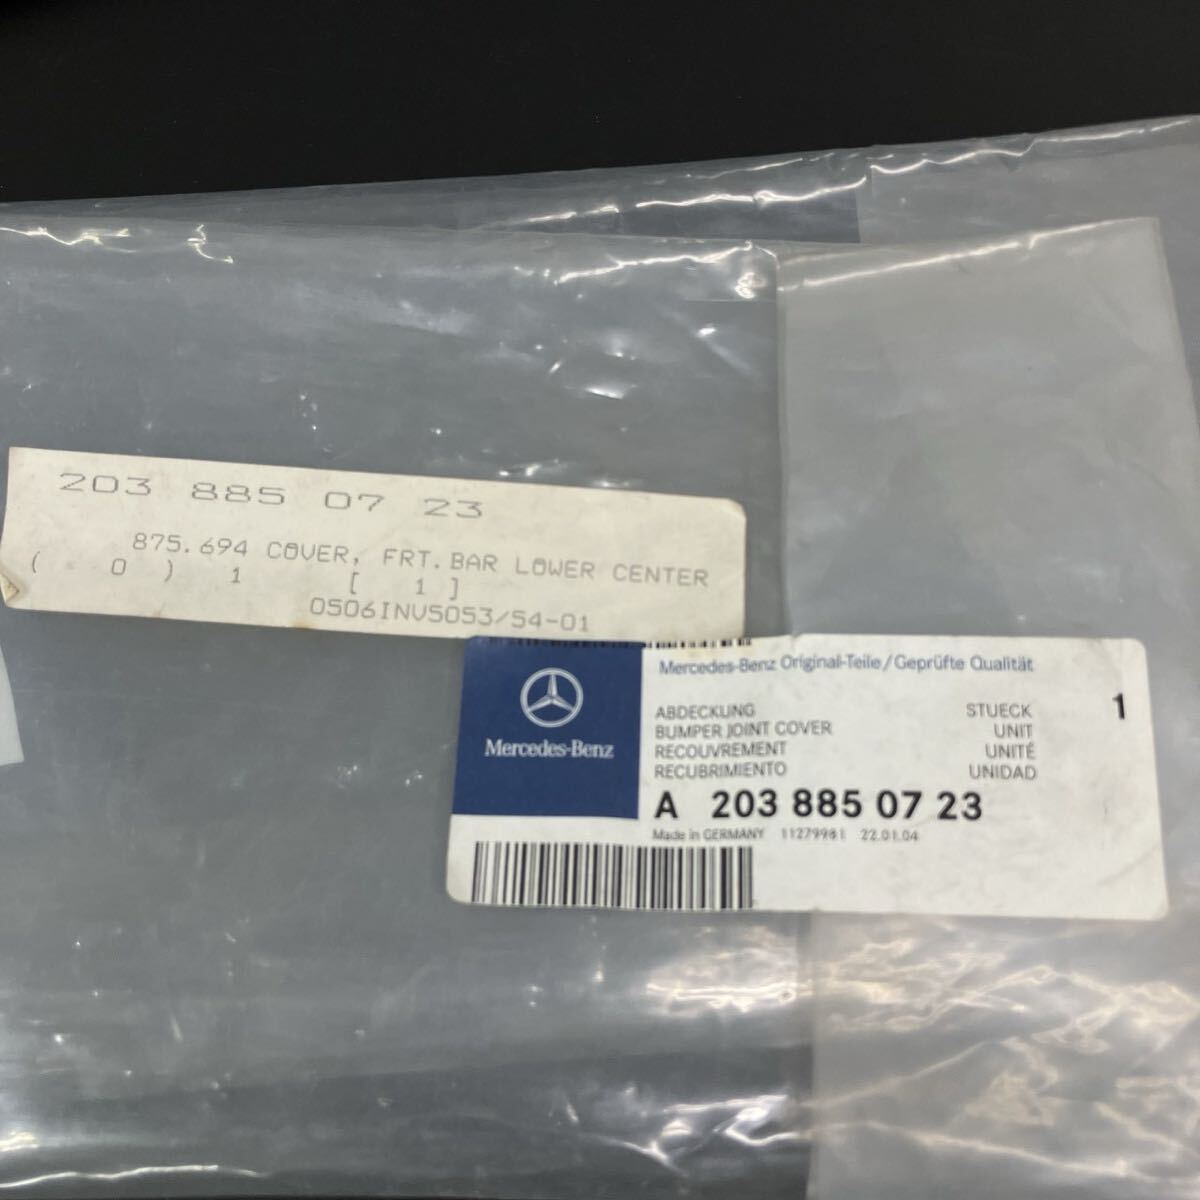 203 885 07 23
875.694 COVER, FRT.BAR LOWER CENTER
( 0 ) 1 [ 1 ]
0506INV5053/54-01
Mercedes-Benz Original-Teile/Geprüfte Qualität
Mercedes-Benz
ABDECKUNG STUECK 1
BUMPER JOINT COVER UNIT
RECOUVREMENT UNITÉ
RECUBRIMIENTO UNIDAD
A 203 885 07 23
Made in GERMANY 11279981 22.01.04